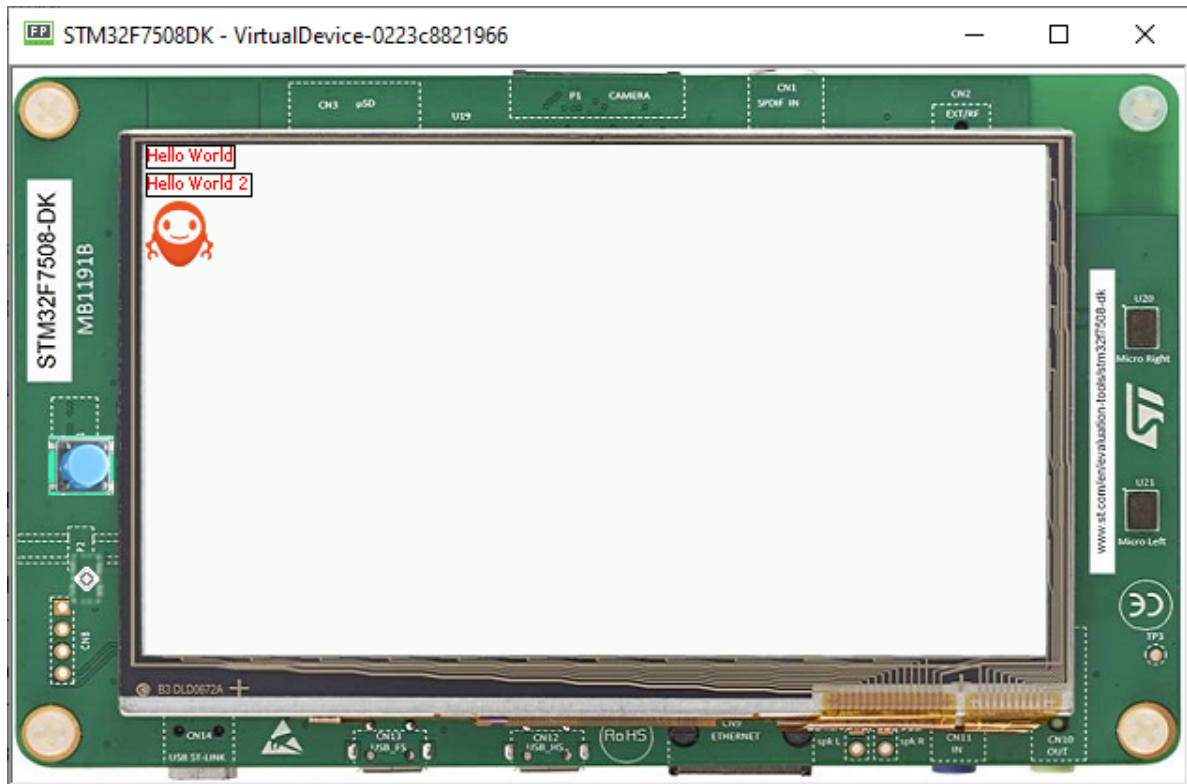 STM32F7508DK - VirtualDevice-0223c8821966
CN3 µSD
U19
P1 CAMERA
CN1
SPDIF IN
CN2
EXT/RF
Hello World
Hello World 2
STM32F7508-DK
MB1191B
U20
Micro Right
www.st.com/en/evaluation-tools/stm32f7508-dk
U21
Micro Left
P2
CN8
CE
TP3
B3 DLD0672A
CN14
USB ST-LINK
CN13
USB_FS
CN12
USB_HS
RoHS
CN9
ETHERNET
spk L
spk R
CN11
IN
CN10
OUT